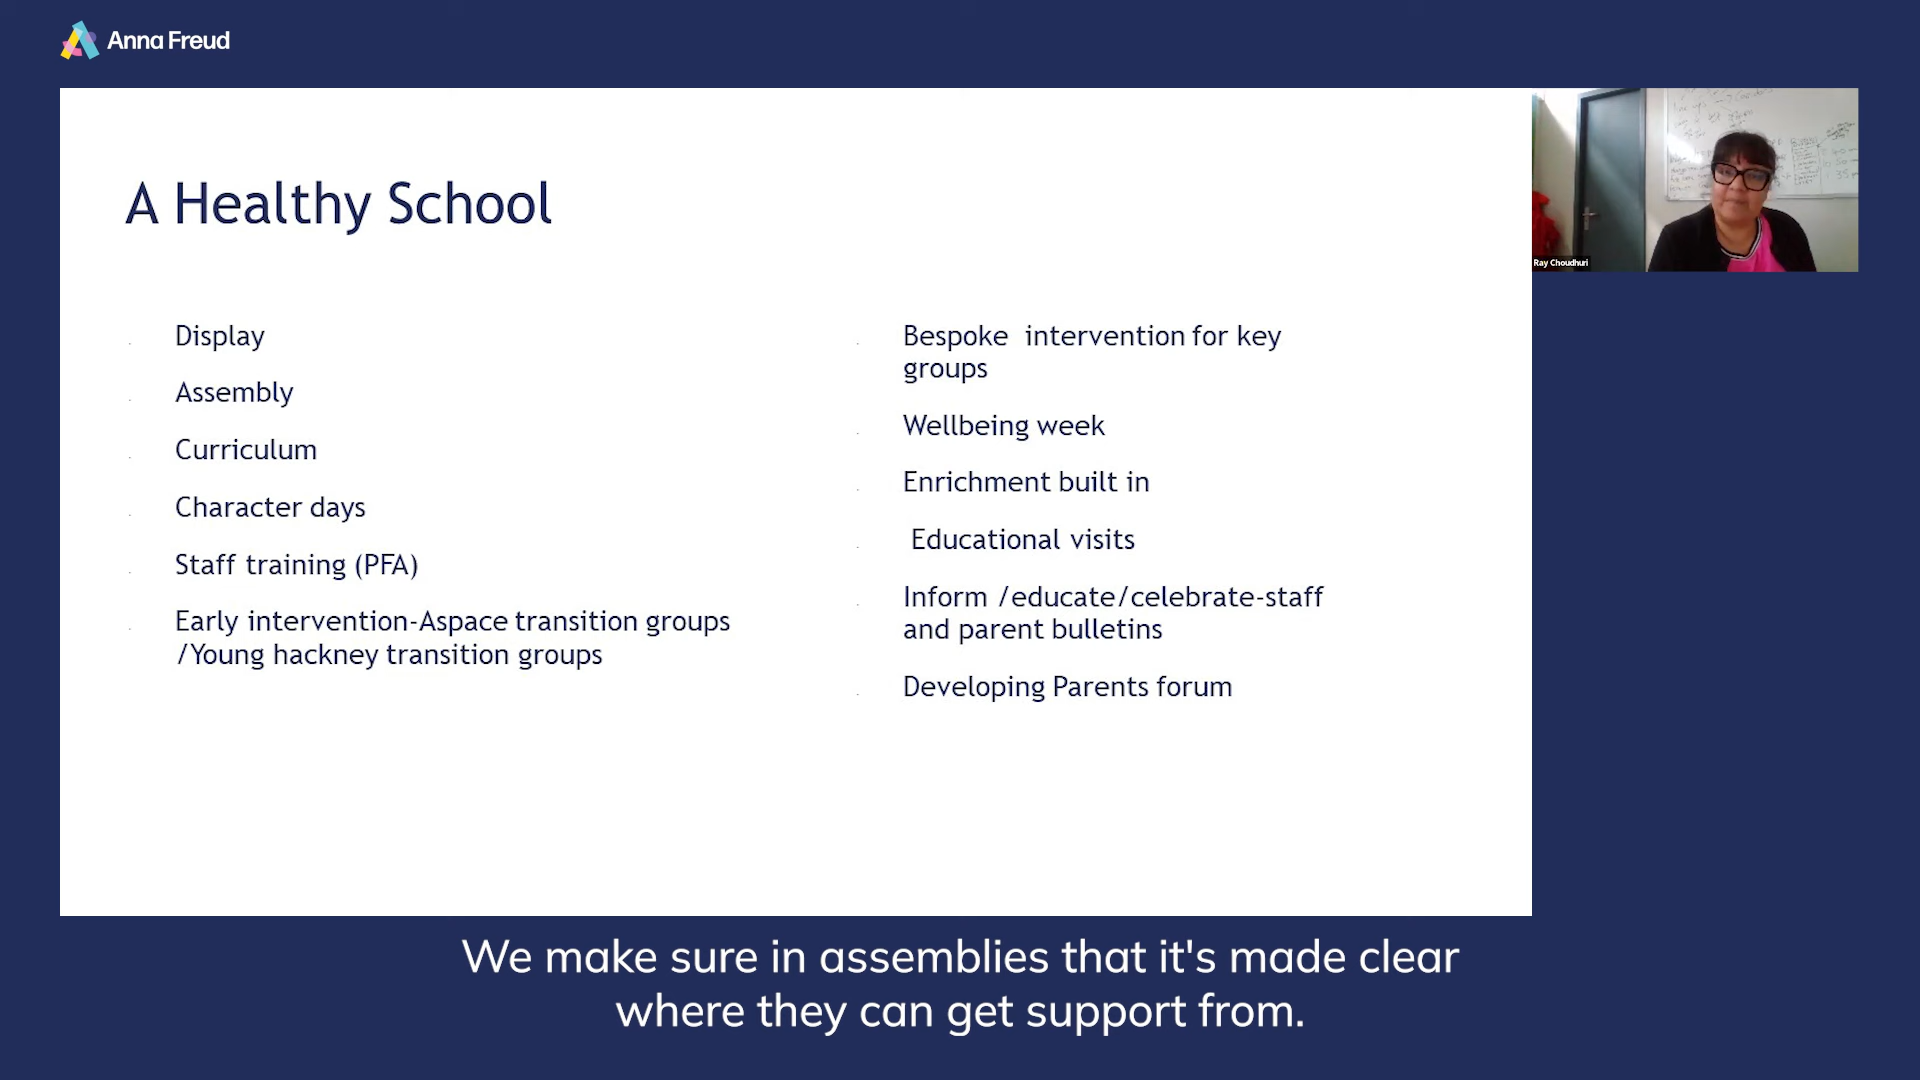 Anna Freud
A Healthy School
Display
Assembly
Curriculum
Character days
Staff training (PFA)
Early intervention-Aspace transition groups
/Young hackney transition groups
Bespoke  intervention for key
groups
Wellbeing week
Enrichment built in
Educational visits
Inform /educate/celebrate-staff
and parent bulletins
Developing Parents forum
Ray Choudhuri
We make sure in assemblies that it's made clear
where they can get support from.